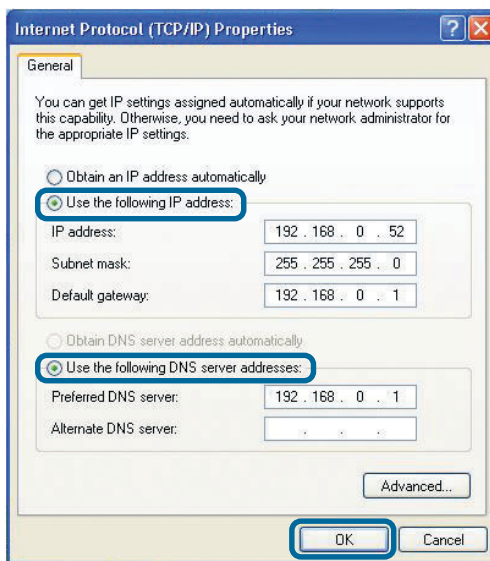 Internet Protocol (TCP/IP) Properties
General
You can get IP settings assigned automatically if your network supports
this capability. Otherwise, you need to ask your network administrator for
the appropriate IP settings.
Obtain an IP address automatically
Use the following IP address:
IP address: 192 . 168 . 0 . 52
Subnet mask: 255 . 255 . 255 . 0
Default gateway: 192 . 168 . 0 . 1
Obtain DNS server address automatically
Use the following DNS server addresses:
Preferred DNS server: 192 . 168 . 0 . 1
Alternate DNS server: . . .
Advanced...
OK Cancel